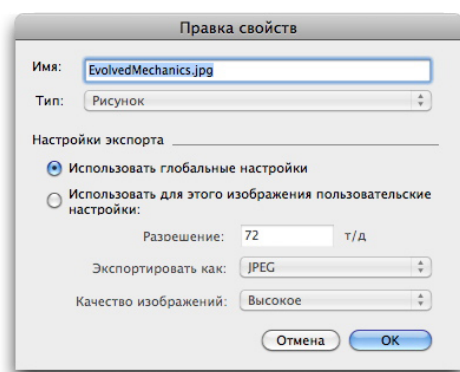 Правка свойств
Имя: EvolvedMechanics.jpg
Тип: Рисунок
Настройки экспорта
Использовать глобальные настройки
Использовать для этого изображения пользовательские
настройки:
Разрешение: 72 т/д
Экспортировать как: JPEG
Качество изображений: Высокое
Отмена OK